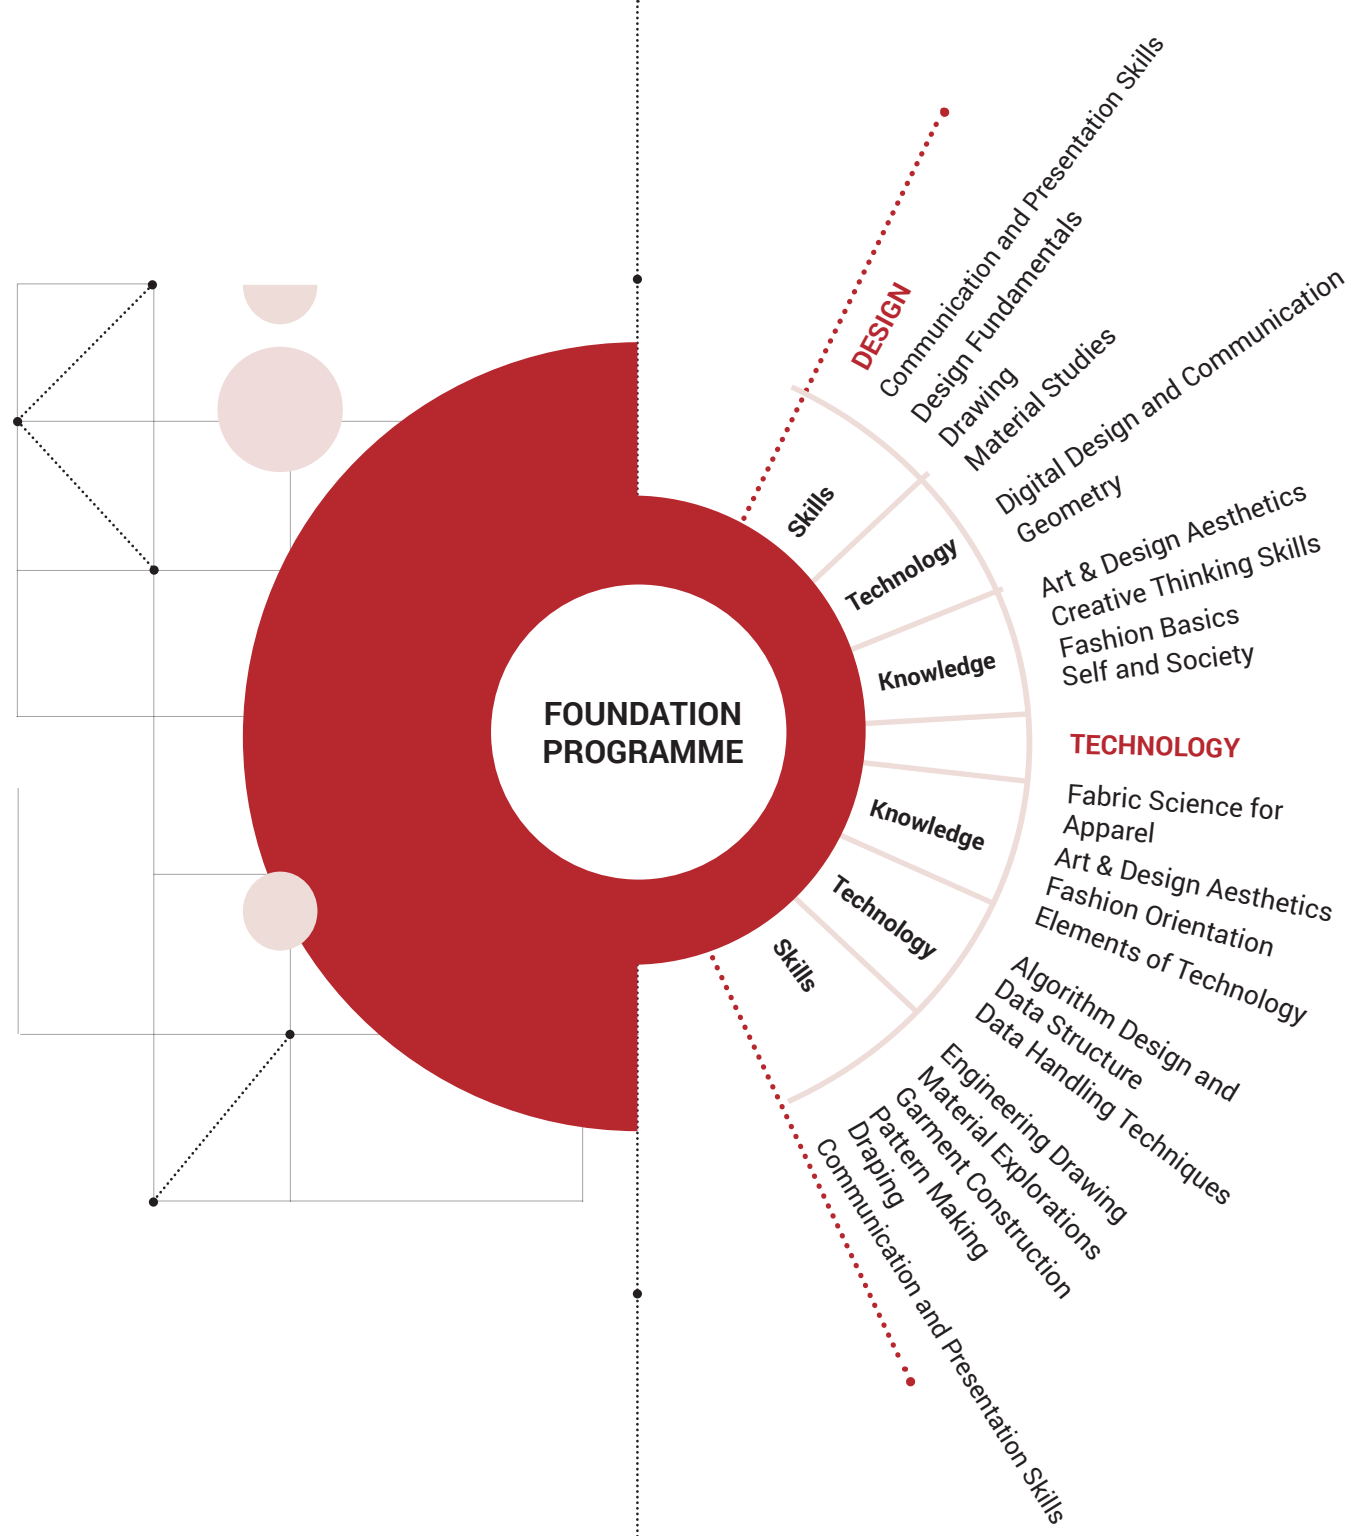 FOUNDATION
PROGRAMME
DESIGN
Skills
Communication and Presentation Skills
Design Fundamentals
Drawing
Material Studies
Technology
Digital Design and Communication
Geometry
Knowledge
Art & Design Aesthetics
Creative Thinking Skills
Fashion Basics
Self and Society
TECHNOLOGY
Knowledge
Fabric Science for
Apparel
Art & Design Aesthetics
Fashion Orientation
Elements of Technology
Technology
Algorithm Design and
Data Structure
Data Handling Techniques
Skills
Engineering Drawing
Material Explorations
Garment Construction
Pattern Making
Draping
Communication and Presentation Skills